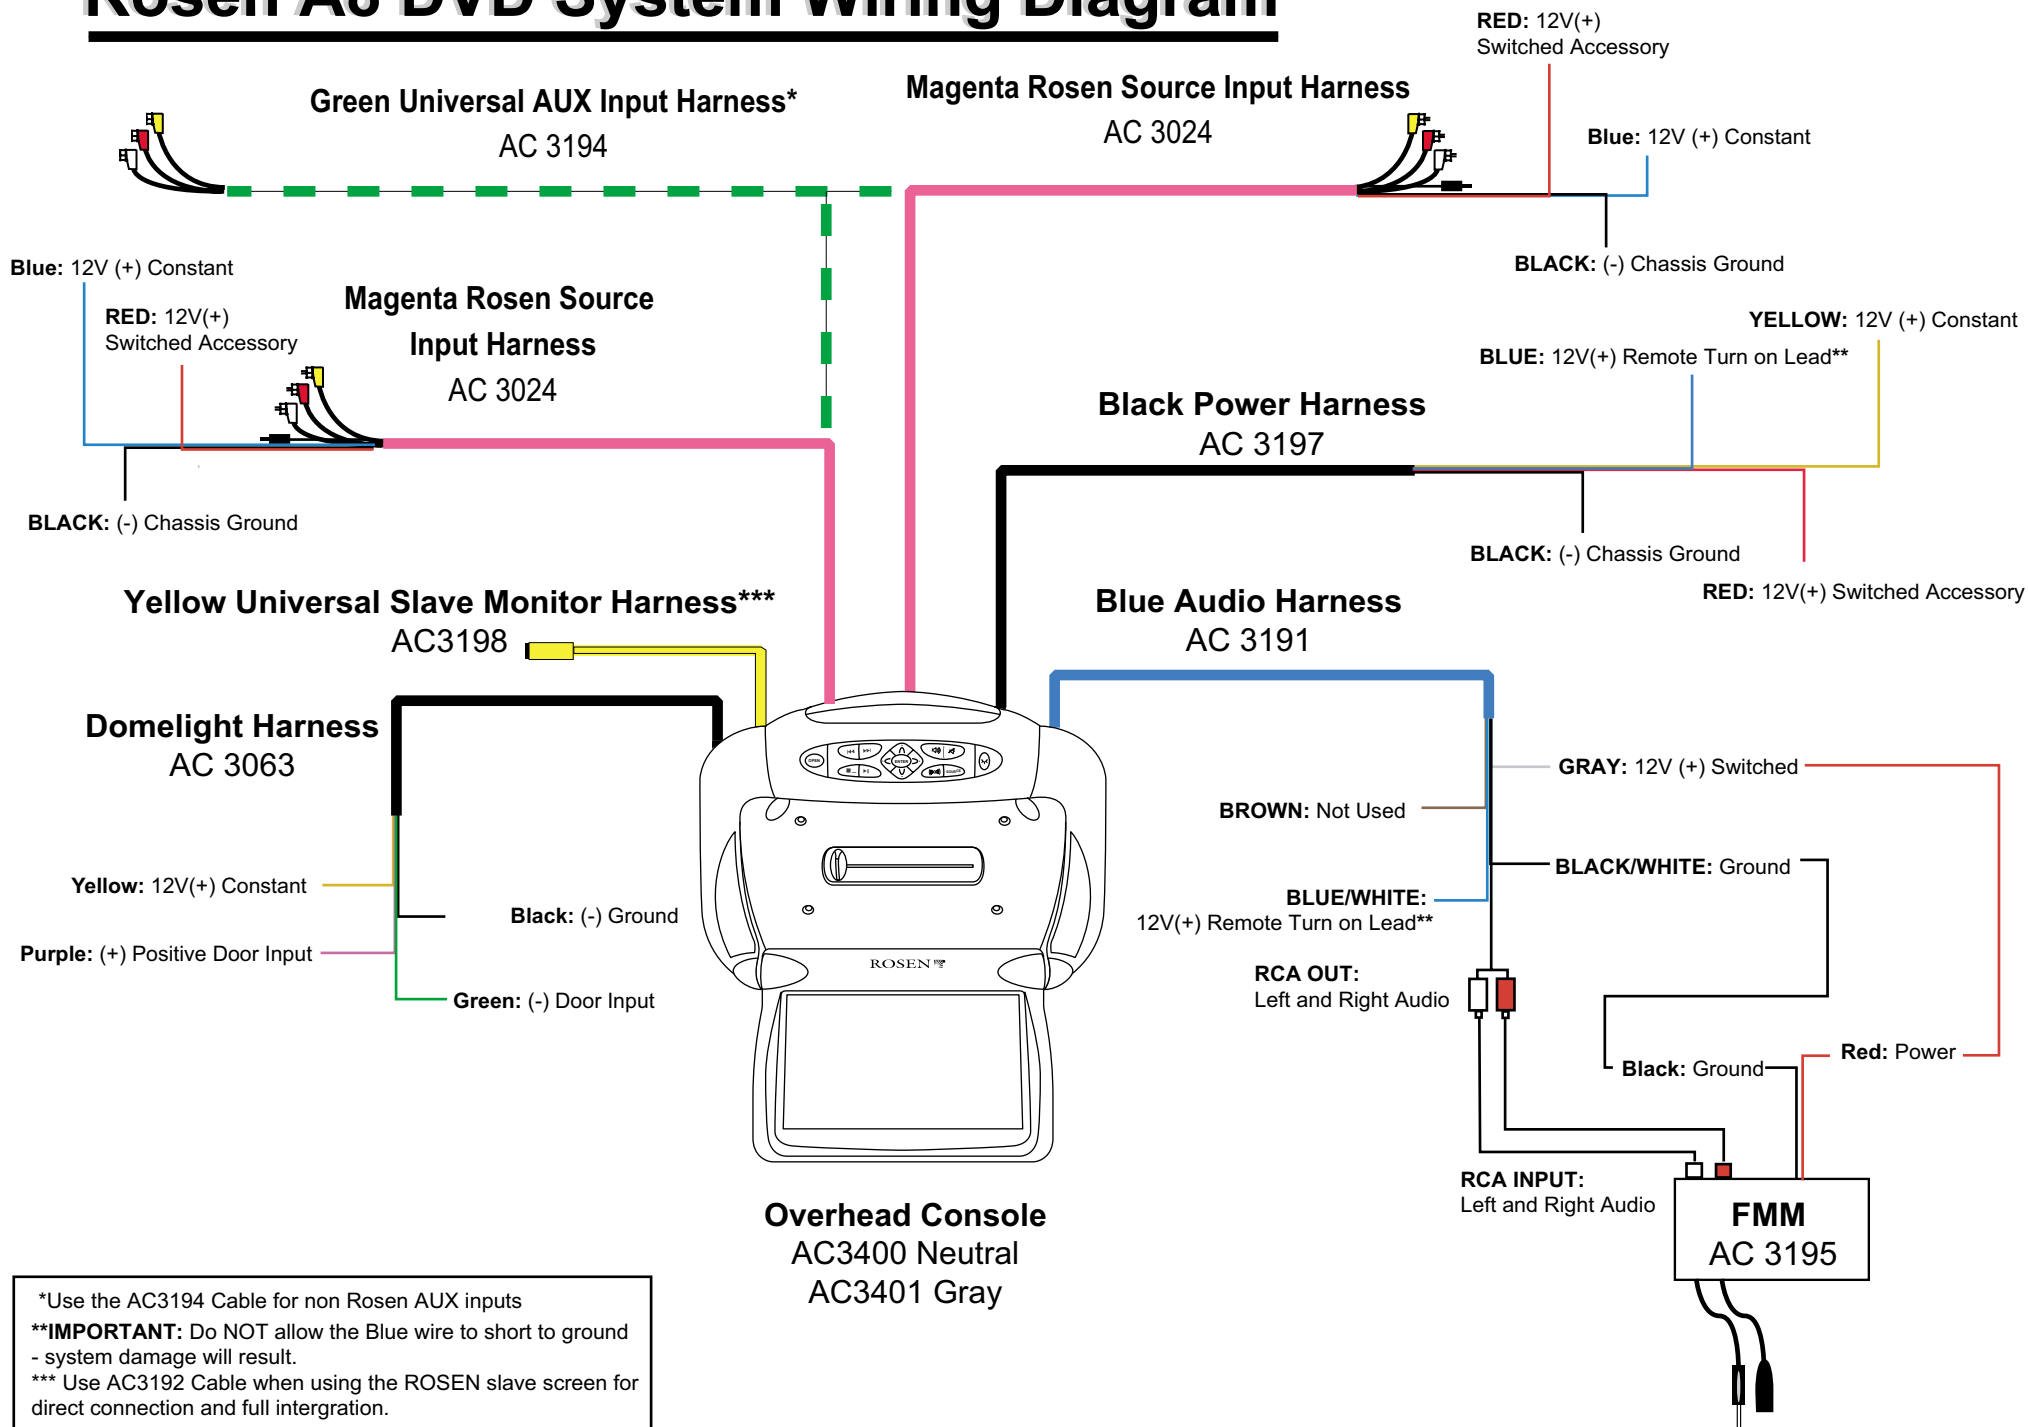 Rosen A8 DVD System Wiring Diagram
RED: 12V(+)
Switched Accessory
Green Universal AUX Input Harness*
AC 3194
Magenta Rosen Source Input Harness
AC 3024
Blue: 12V (+) Constant
BLACK: (-) Chassis Ground
Blue: 12V (+) Constant
RED: 12V(+)
Switched Accessory
Magenta Rosen Source
Input Harness
AC 3024
BLACK: (-) Chassis Ground
YELLOW: 12V (+) Constant
BLUE: 12V(+) Remote Turn on Lead**
Black Power Harness
AC 3197
BLACK: (-) Chassis Ground
RED: 12V(+) Switched Accessory
Yellow Universal Slave Monitor Harness***
AC3198
Blue Audio Harness
AC 3191
Domelight Harness
AC 3063
Yellow: 12V(+) Constant
Black: (-) Ground
Purple: (+) Positive Door Input
Green: (-) Door Input
OPEN
ENTER
SOURCE
ROSEN
GRAY: 12V (+) Switched
BROWN: Not Used
BLACK/WHITE: Ground
BLUE/WHITE:
12V(+) Remote Turn on Lead**
RCA OUT:
Left and Right Audio
Red: Power
Black: Ground
RCA INPUT:
Left and Right Audio
FMM
AC 3195
Overhead Console
AC3400 Neutral
AC3401 Gray
*Use the AC3194 Cable for non Rosen AUX inputs
**IMPORTANT: Do NOT allow the Blue wire to short to ground
- system damage will result.
*** Use AC3192 Cable when using the ROSEN slave screen for
direct connection and full intergration.